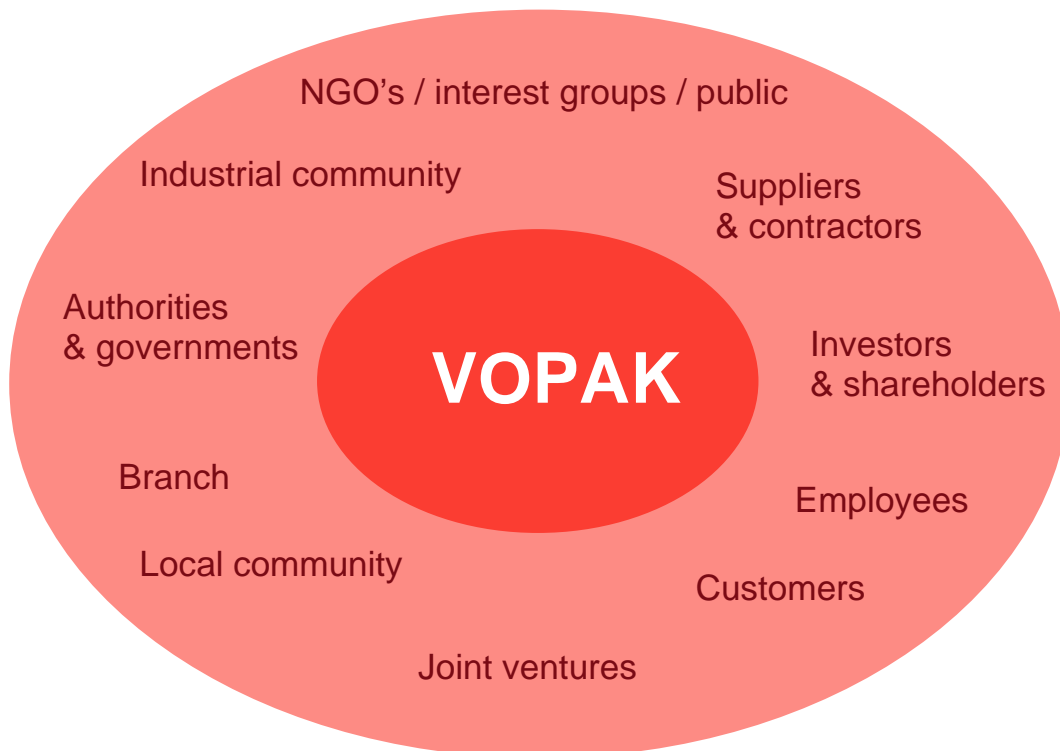 NGO’s / interest groups / public
Industrial community
Suppliers
& contractors
Authorities
& governments
VOPAK
Investors
& shareholders
Branch
Employees
Local community
Customers
Joint ventures